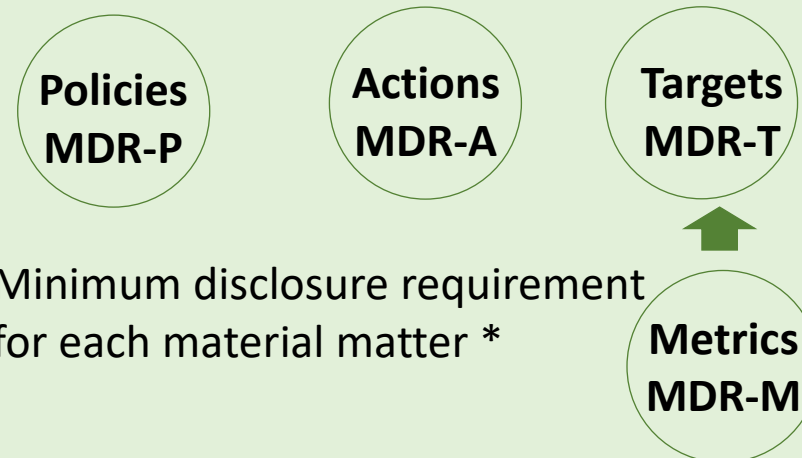 Policies
MDR-P
Actions
MDR-A
Targets
MDR-T
Minimum disclosure requirement
for each material matter *
Metrics
MDR-M